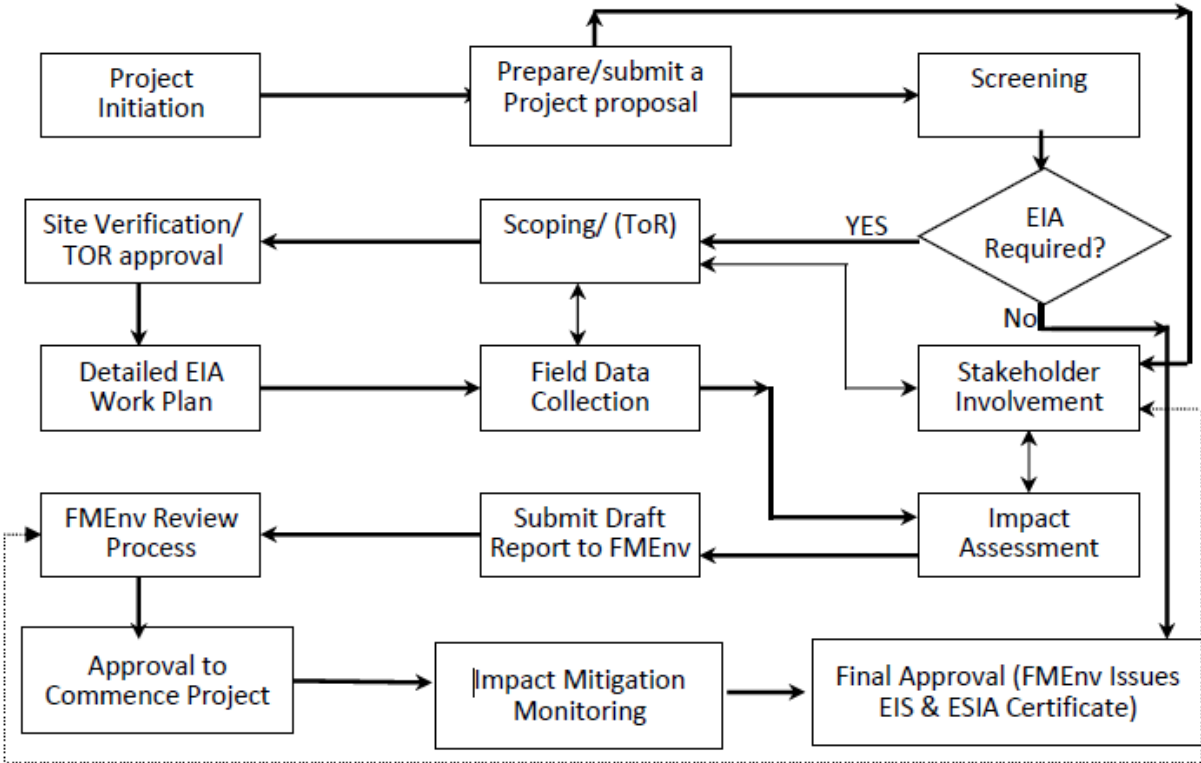 Project
Initiation
Prepare/submit a
Project proposal
Screening
Site Verification/
TOR approval
Scoping/ (ToR)
YES
EIA
Required?
No
Detailed EIA
Work Plan
Field Data
Collection
Stakeholder
Involvement
FMEnv Review
Process
Submit Draft
Report to FMEnv
Impact
Assessment
Approval to
Commence Project
Impact Mitigation
Monitoring
Final Approval (FMEnv Issues
EIS & ESIA Certificate)